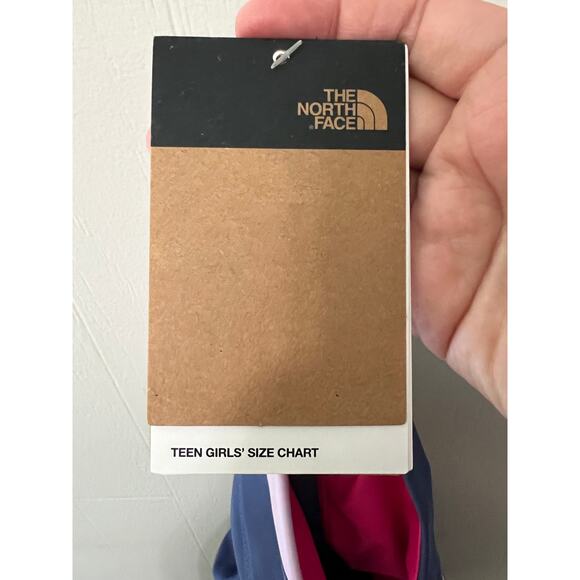 THE
NORTH
®FACE
TEEN GIRLS' SIZE CHART